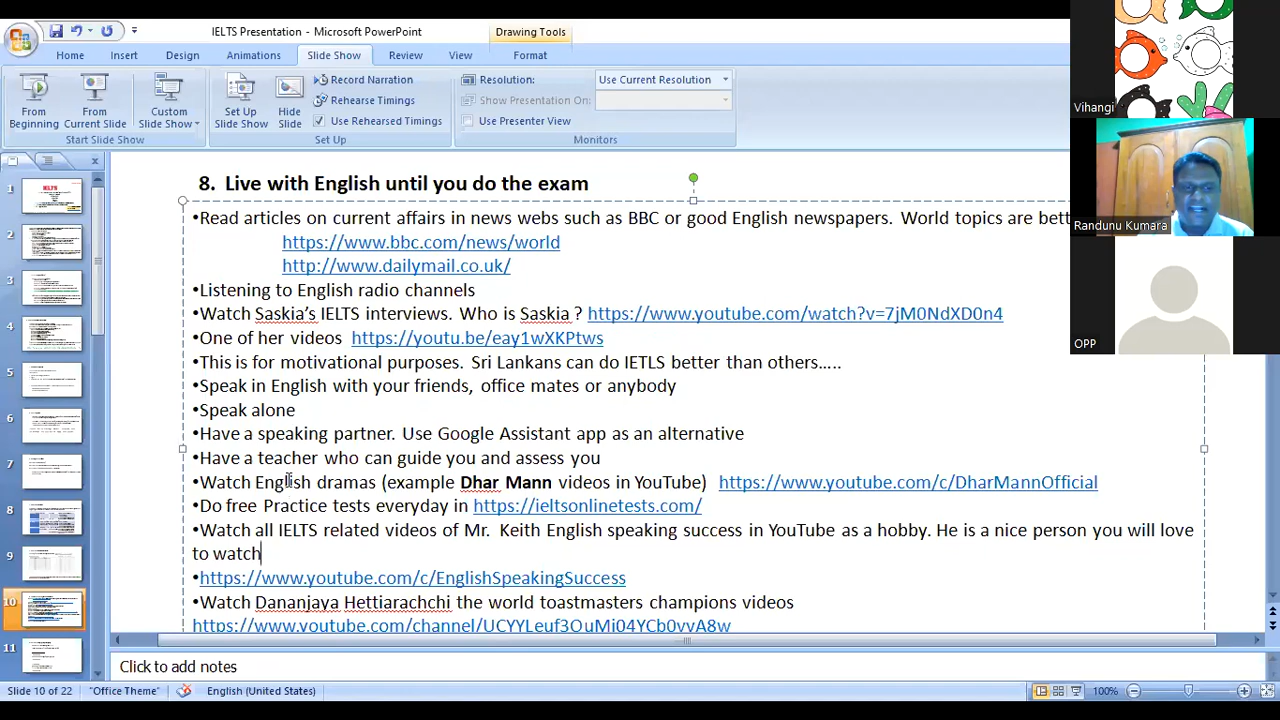 IELTS Presentation - Microsoft PowerPoint
Drawing Tools
Home Insert Design Animations Slide Show Review View Format
From Beginning
From Current Slide
Custom Slide Show
Start Slide Show
Set Up Slide Show
Hide Slide
Record Narration
Rehearse Timings
Use Rehearsed Timings
Set Up
Resolution: Use Current Resolution
Show Presentation On:
Use Presenter View
Monitors
Vihangi
Randunu Kumara
OPP
1
2
3
4
5
6
7
8
9
10
11
8. Live with English until you do the exam
•Read articles on current affairs in news webs such as BBC or good English newspapers. World topics are
https://www.bbc.com/news/world
http://www.dailymail.co.uk/
•Listening to English radio channels
•Watch Saskia’s IELTS interviews. Who is Saskia ? https://www.youtube.com/watch?v=7jM0NdXD0n4
•One of her videos https://youtu.be/eay1wXKPtws
•This is for motivational purposes. Sri Lankans can do IETLS better than others…..
•Speak in English with your friends, office mates or anybody
•Speak alone
•Have a speaking partner. Use Google Assistant app as an alternative
•Have a teacher who can guide you and assess you
•Watch English dramas (example Dhar Mann videos in YouTube) https://www.youtube.com/c/DharMannOfficial
•Do free Practice tests everyday in https://ieltsonlinetests.com/
•Watch all IELTS related videos of Mr. Keith English speaking success in YouTube as a hobby. He is a nice person you will love
to watch
•https://www.youtube.com/c/EnglishSpeakingSuccess
•Watch Dananjaya Hettiarachchi the world toastmasters champions videos
https://www.youtube.com/channel/UCYYLeuf3OuMi04YCb0vvA8w
Click to add notes
Slide 10 of 22 "Office Theme" English (United States) 100%